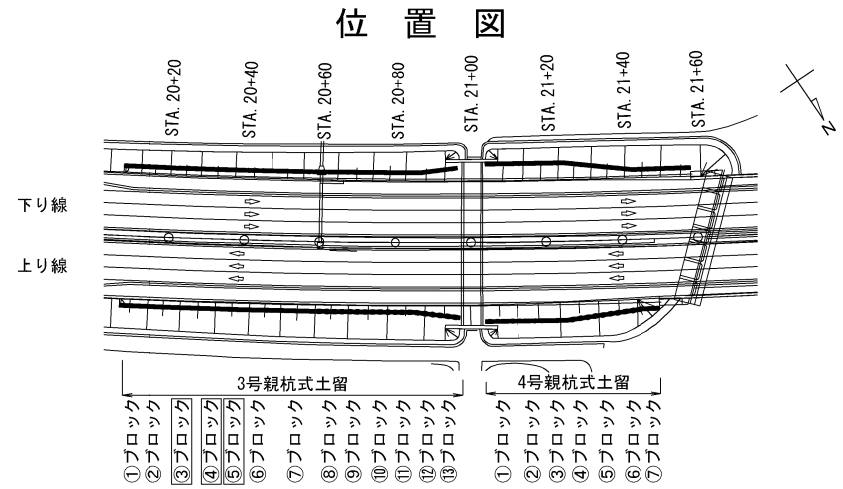 位置図
STA. 20+20
STA. 20+40
STA. 20+60
STA. 20+80
STA. 21+00
STA. 21+20
STA. 21+40
STA. 21+60
N
下り線
上り線
3号親杭式土留
4号親杭式土留
①ブロック
②ブロック
③ブロック
④ブロック
⑤ブロック
⑥ブロック
⑦ブロック
⑧ブロック
⑨ブロック
⑩ブロック
⑪ブロック
⑫ブロック
⑬ブロック
①ブロック
②ブロック
③ブロック
④ブロック
⑤ブロック
⑥ブロック
⑦ブロック